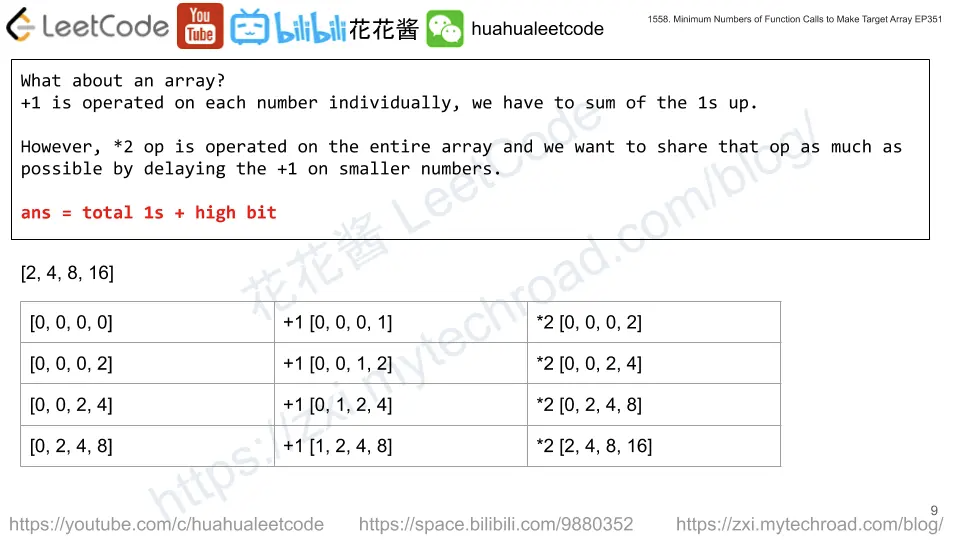 LeetCode
You
Tube
bilibili 花花酱 huahualeetcode
1558. Minimum Numbers of Function Calls to Make Target Array EP351
What about an array?
+1 is operated on each number individually, we have to sum of the 1s up.
However, *2 op is operated on the entire array and we want to share that op as much as
possible by delaying the +1 on smaller numbers.
ans = total 1s + high bit
[2, 4, 8, 16]
[0, 0, 0, 0] +1 [0, 0, 0, 1] *2 [0, 0, 0, 2]
[0, 0, 0, 2] +1 [0, 0, 1, 2] *2 [0, 0, 2, 4]
[0, 0, 2, 4] +1 [0, 1, 2, 4] *2 [0, 2, 4, 8]
[0, 2, 4, 8] +1 [1, 2, 4, 8] *2 [2, 4, 8, 16]
花花酱 LeetCode
https://zxi.mytechroad.com/blog/
9
https://youtube.com/c/huahualeetcode https://space.bilibili.com/9880352 https://zxi.mytechroad.com/blog/